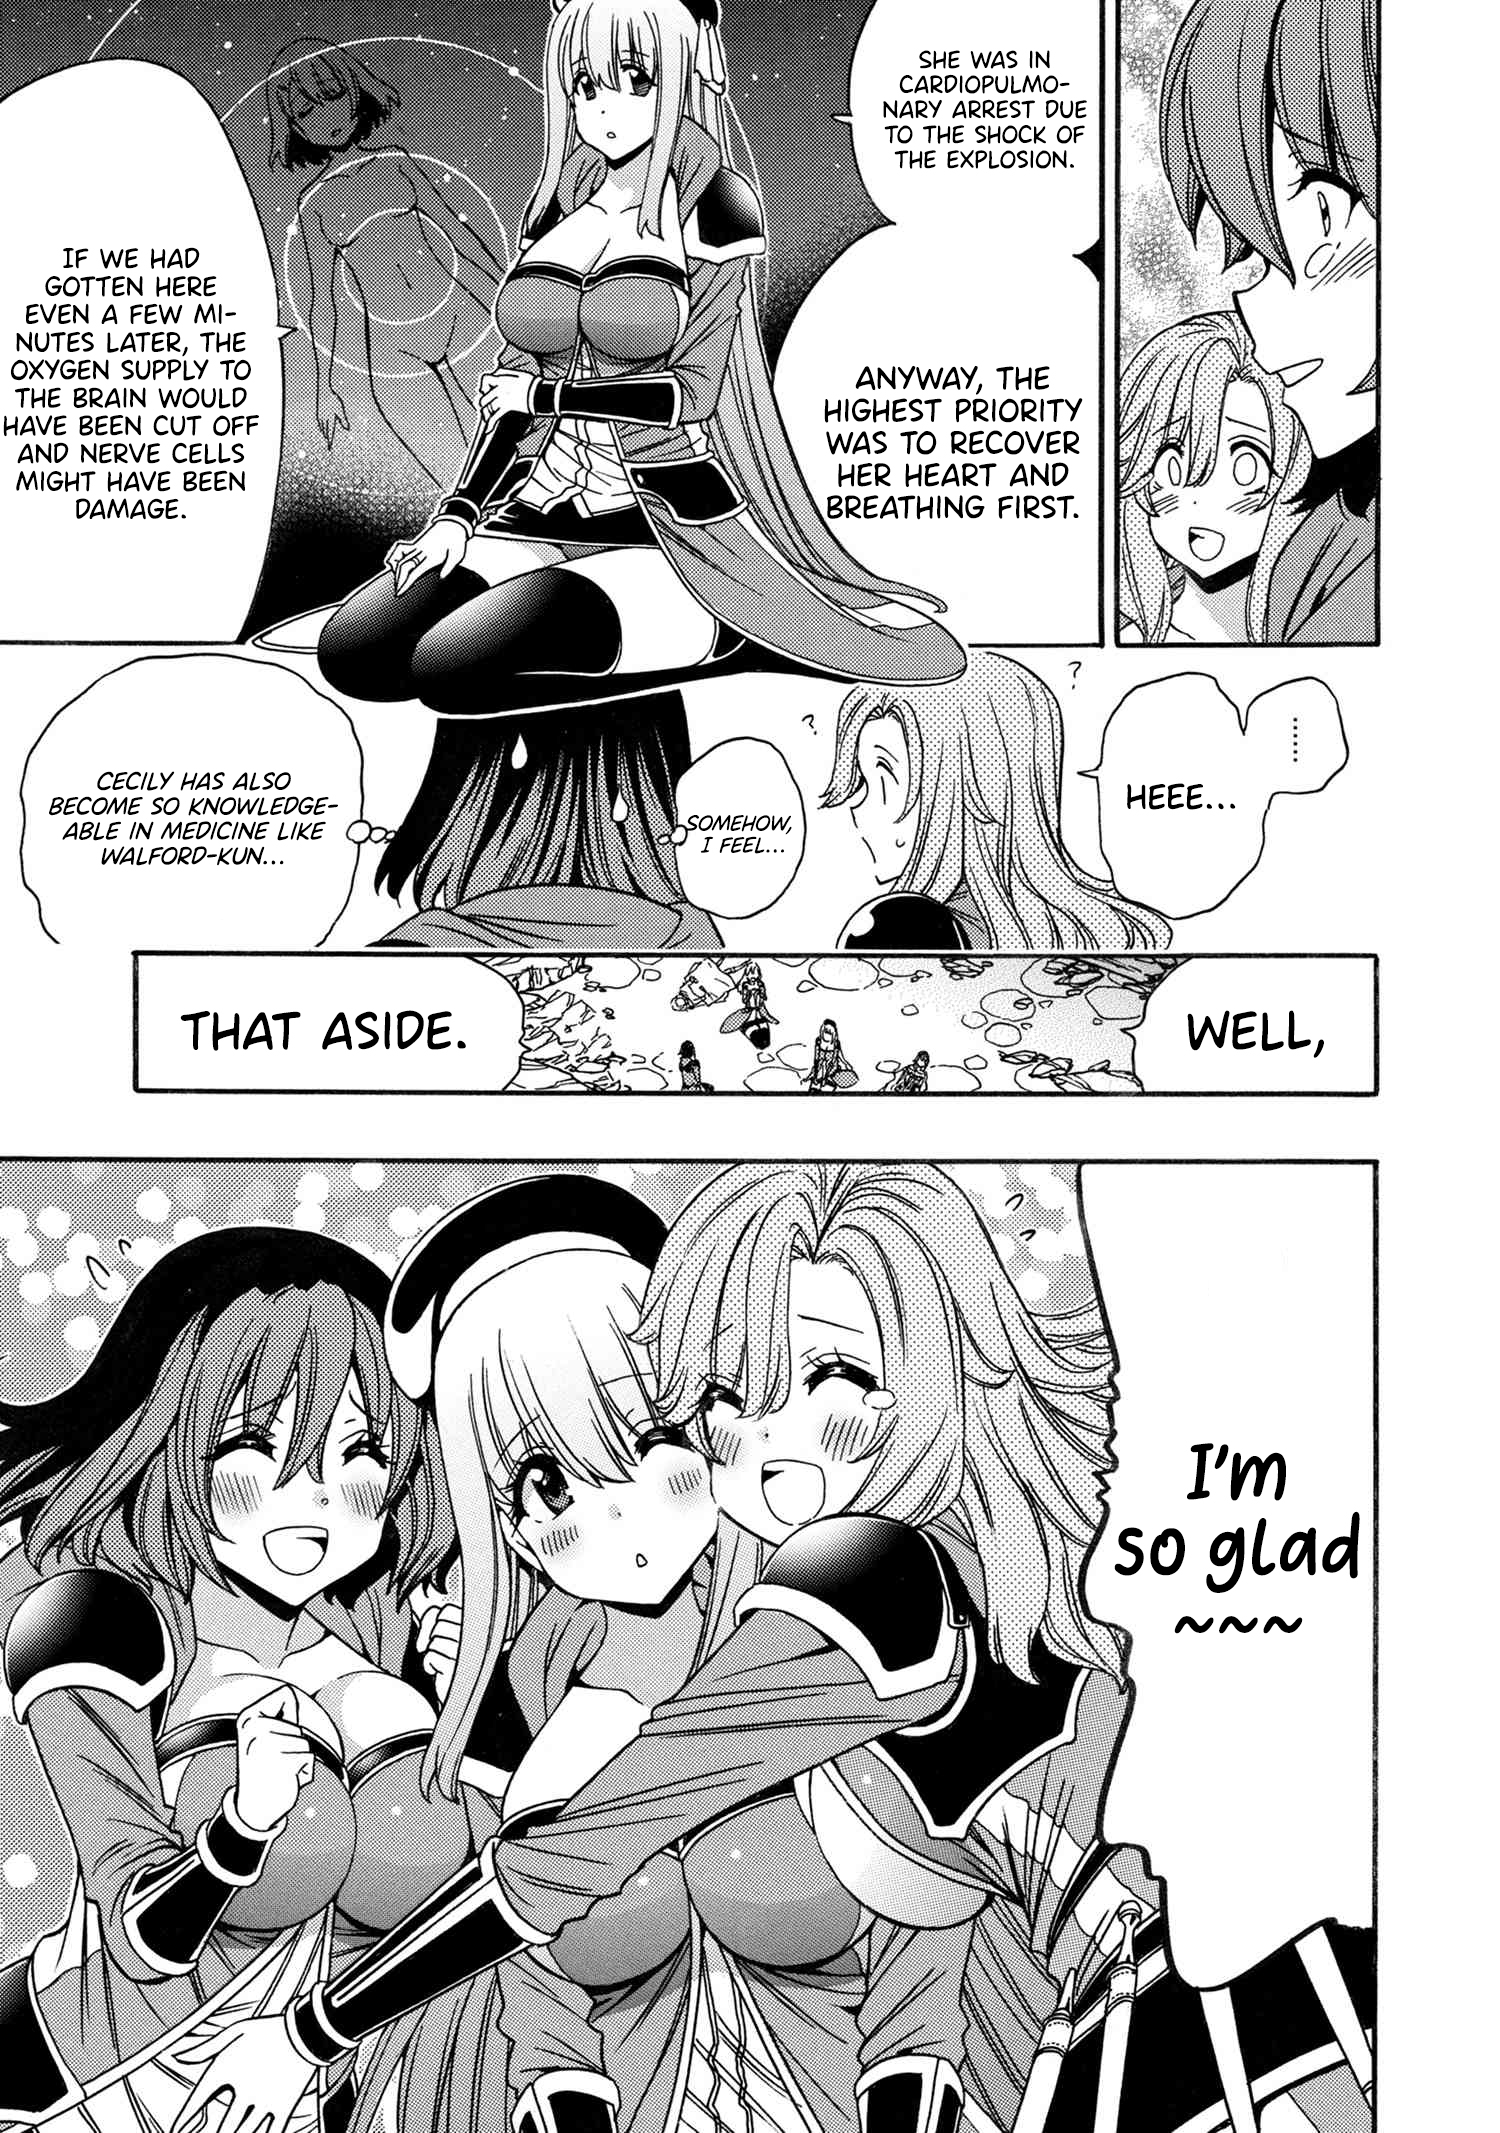 SHE WAS IN
CARDIOPULMO-
NARY ARREST DUE
TO THE SHOCK OF
THE EXPLOSION.
ANYWAY, THE
HIGHEST PRIORITY
WAS TO RECOVER
HER HEART AND
BREATHING FIRST.
IF WE HAD
GOTTEN HERE
EVEN A FEW MI-
NUTES LATER, THE
OXYGEN SUPPLY TO
THE BRAIN WOULD
HAVE BEEN CUT OFF
AND NERVE CELLS
MIGHT HAVE BEEN
DAMAGE.
.......
HEEE...
?
?
SOMEHOW,
I FEEL...
CECILY HAS ALSO
BECOME SO KNOWLEDGE-
ABLE IN MEDICINE LIKE
WALFORD-KUN...
WELL,
THAT ASIDE.
I'm
so glad
~~~